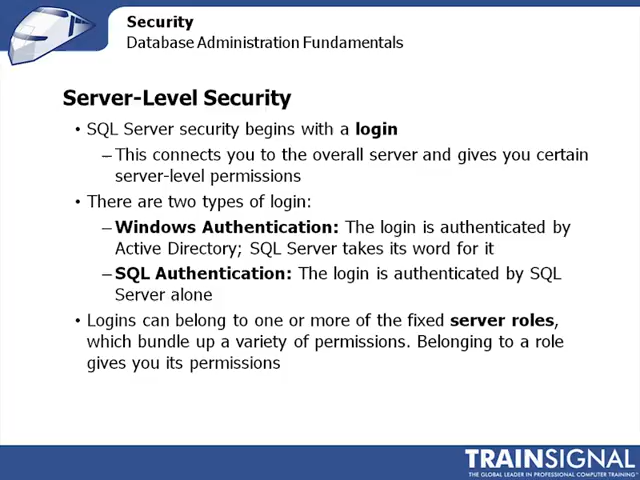 Security
Database Administration Fundamentals
Server-Level Security
• SQL Server security begins with a login
– This connects you to the overall server and gives you certain
server-level permissions
• There are two types of login:
– Windows Authentication: The login is authenticated by
Active Directory; SQL Server takes its word for it
– SQL Authentication: The login is authenticated by SQL
Server alone
• Logins can belong to one or more of the fixed server roles,
which bundle up a variety of permissions. Belonging to a role
gives you its permissions
TRAINSIGNAL
THE GLOBAL LEADER IN PROFESSIONAL COMPUTER TRAINING